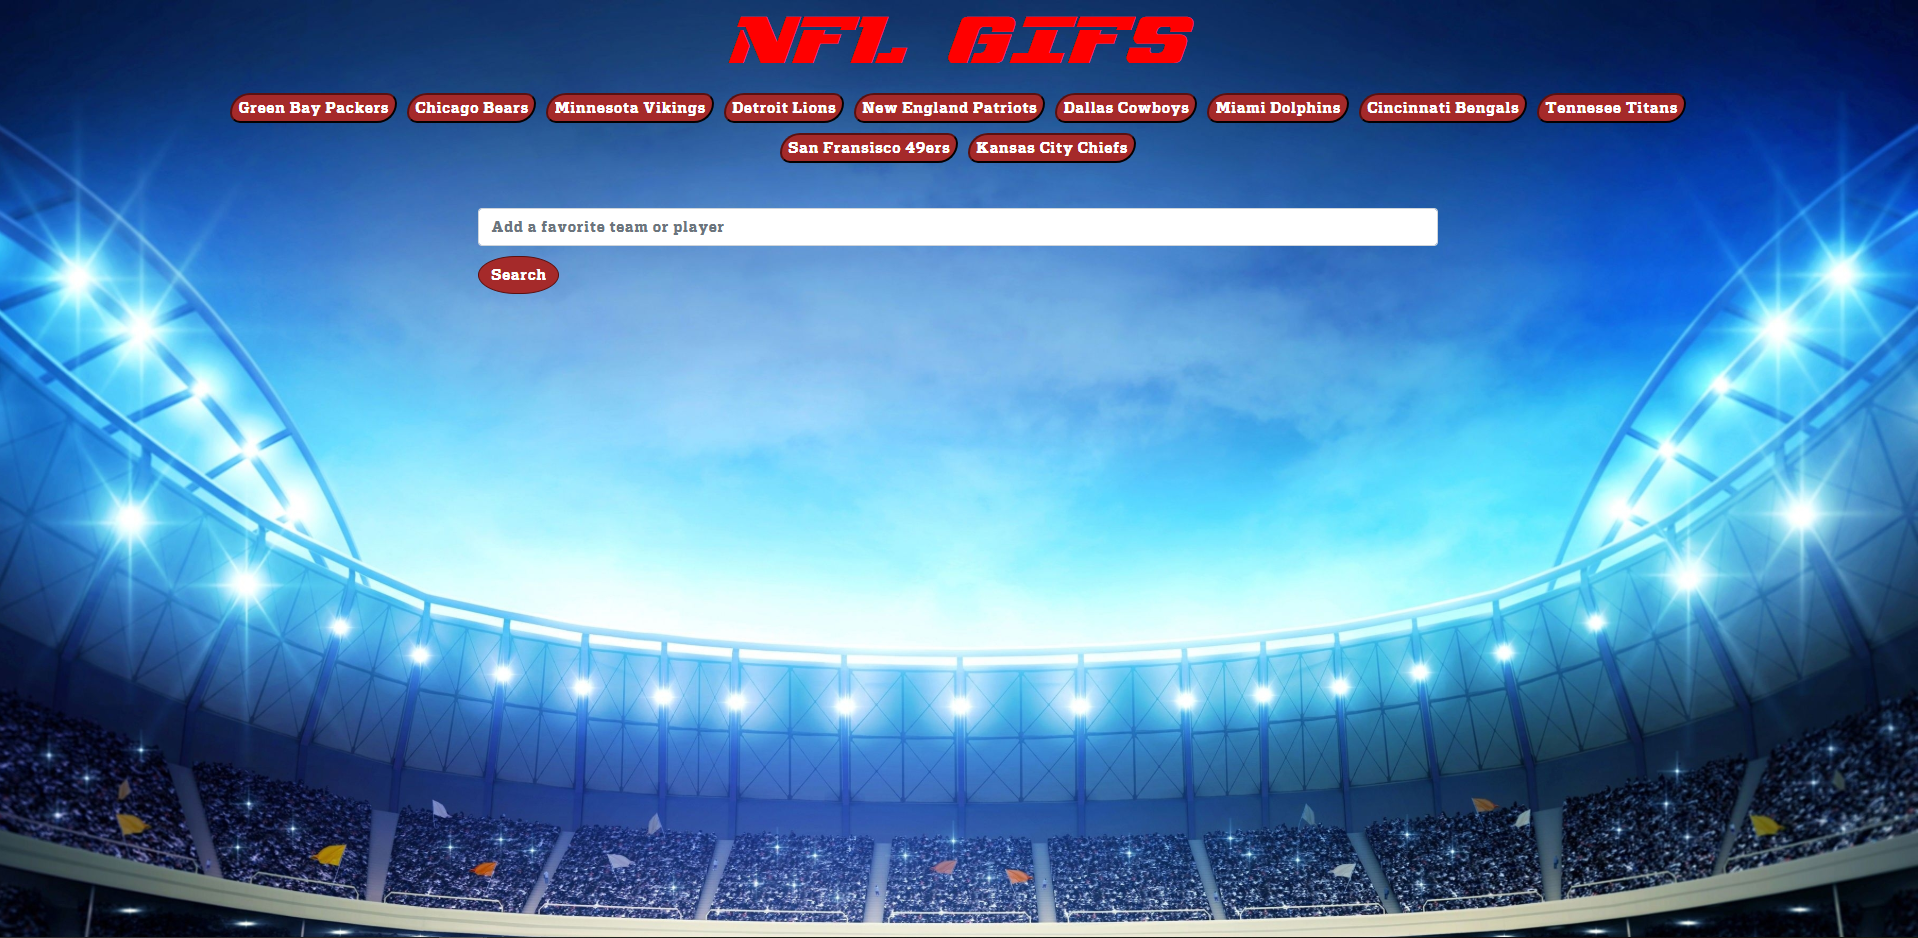 NFL GIFS
Green Bay Packers Chicago Bears Minnesota Vikings Detroit Lions New England Patriots Dallas Cowboys Miami Dolphins Cincinnati Bengals Tennesee Titans
San Fransisco 49ers Kansas City Chiefs
Add a favorite team or player
Search